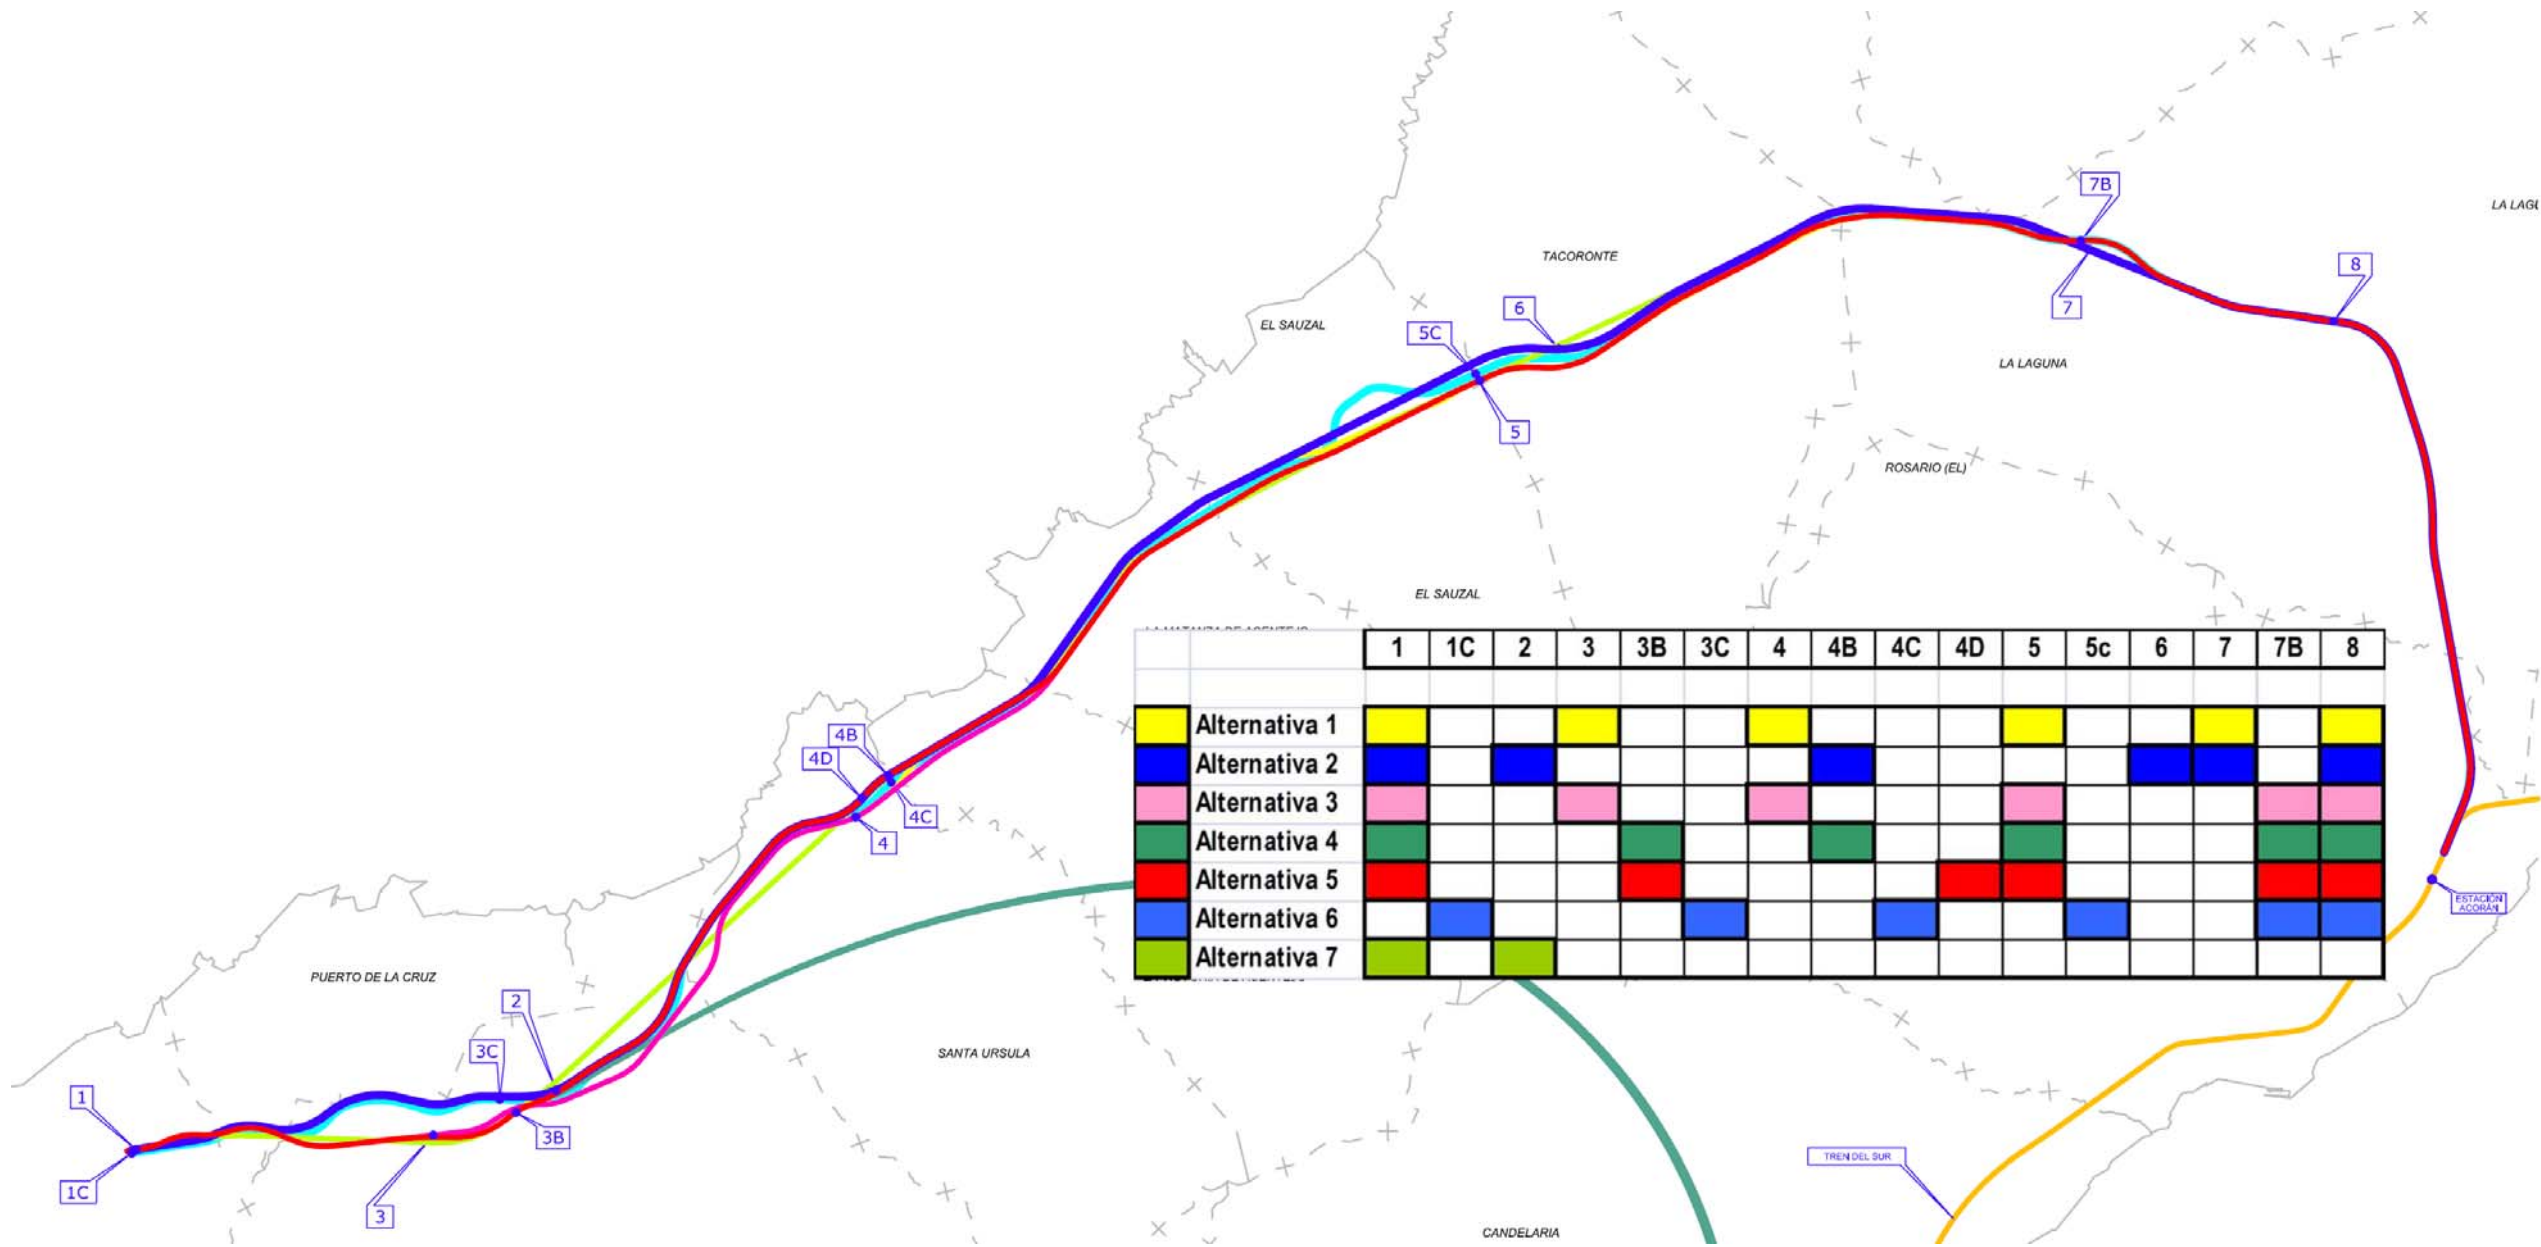 7B
LA LAGU
TACORONTE
8
6
7
EL SAUZAL
5C
LA LAGUNA
5
ROSARIO (EL)
EL SAUZAL
1 1C 2 3 3B 3C 4 4B 4C 4D 5 5c 6 7 7B 8
Alternativa 1
Alternativa 2
Alternativa 3
Alternativa 4
Alternativa 5
Alternativa 6
Alternativa 7
4B
4D
4C
4
ESTACIÓN
ACORÁN
PUERTO DE LA CRUZ
2
3C
SANTA URSULA
1
3B
TREN DEL SUR
1C
3
CANDELARIA